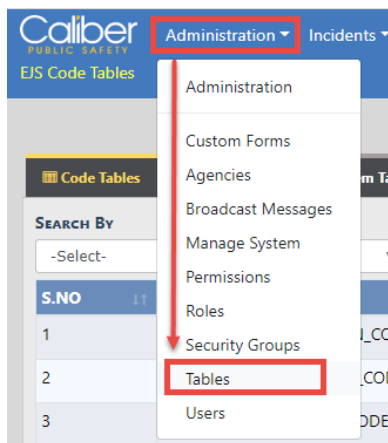 Caliber
PUBLIC SAFETY
Administration
Incidents
EJS Code Tables
Administration
Custom Forms
Agencies
Broadcast Messages
Manage System
Permissions
Roles
Security Groups
Tables
Users
Code Tables
SEARCH BY
-Select-
S.NO
1
2
3